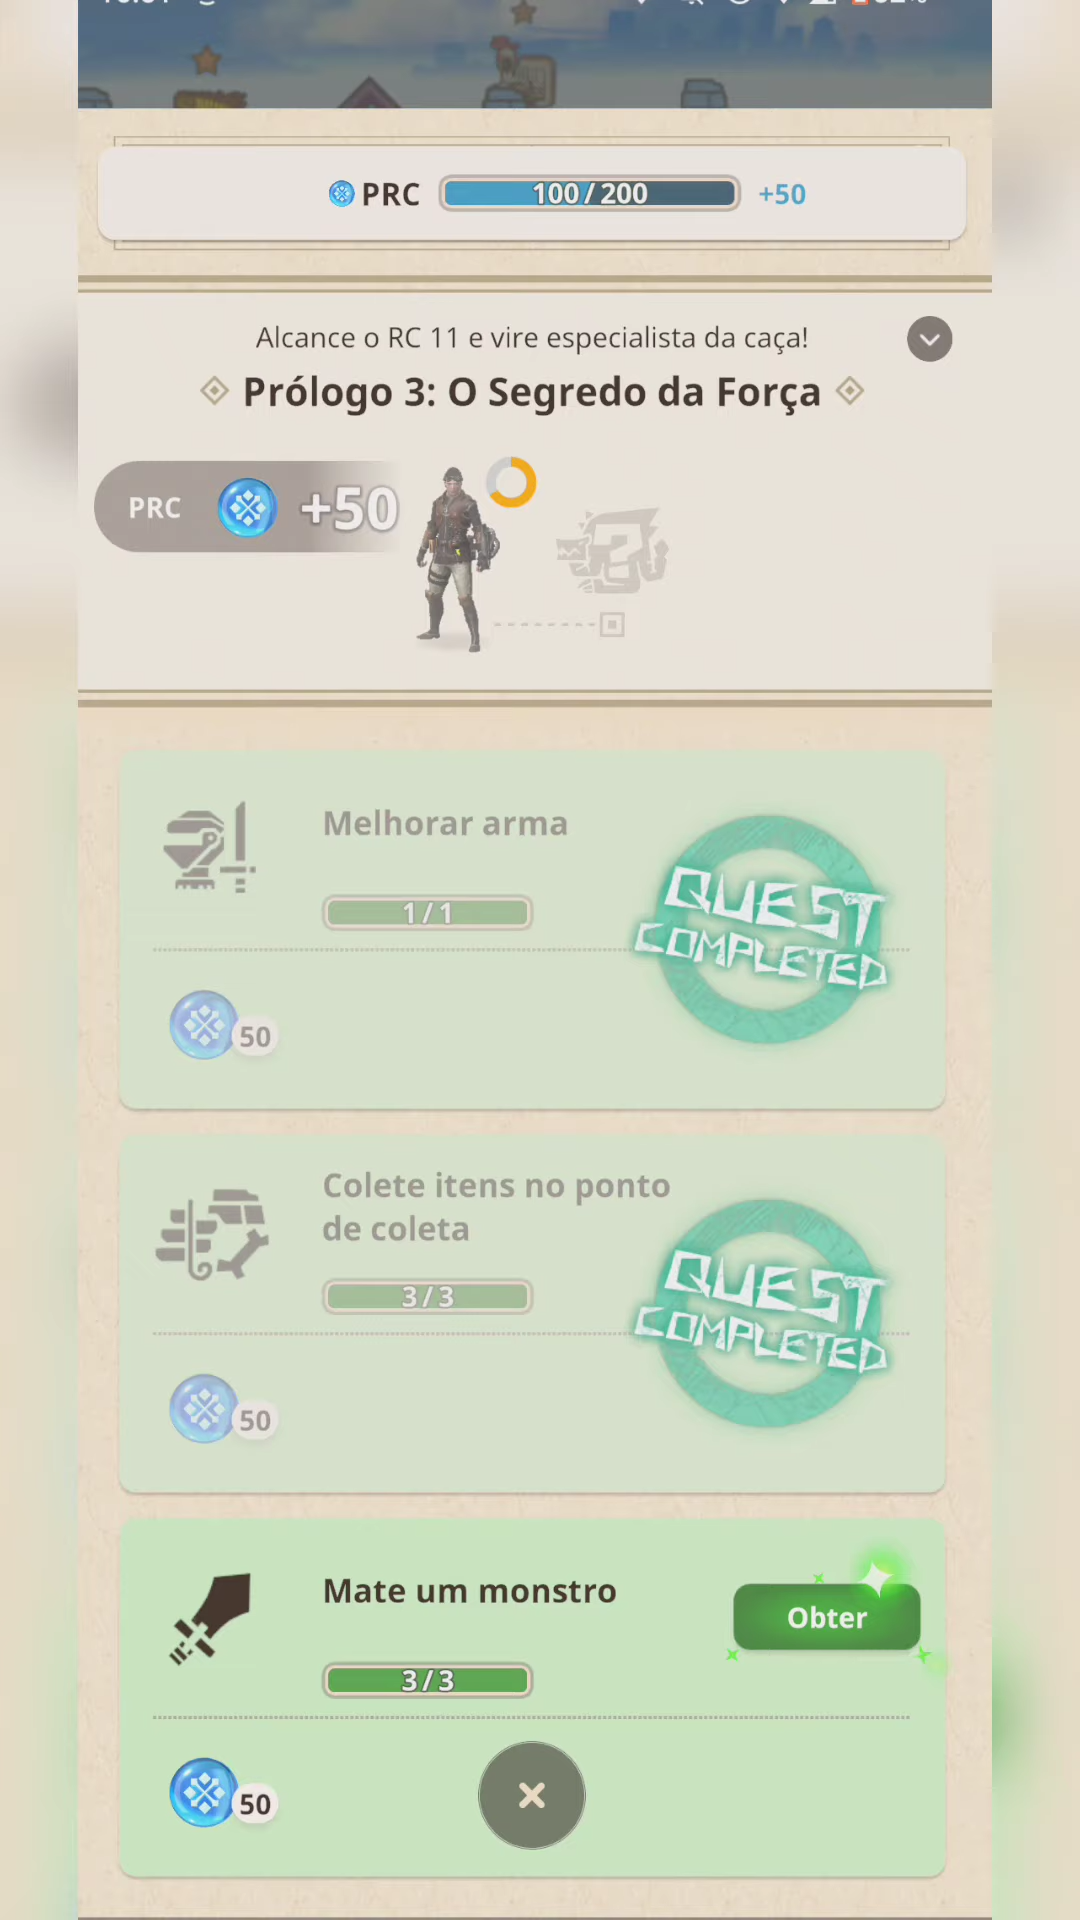 PRC 100/200 +50
Alcance o RC 11 e vire especialista da caça!
Prólogo 3: O Segredo da Força
PRC +50
Melhorar arma
1/1
QUEST
COMPLETED
50
Colete itens no ponto
de coleta
3/3
QUEST
COMPLETED
50
Mate um monstro
Obter
3/3
50